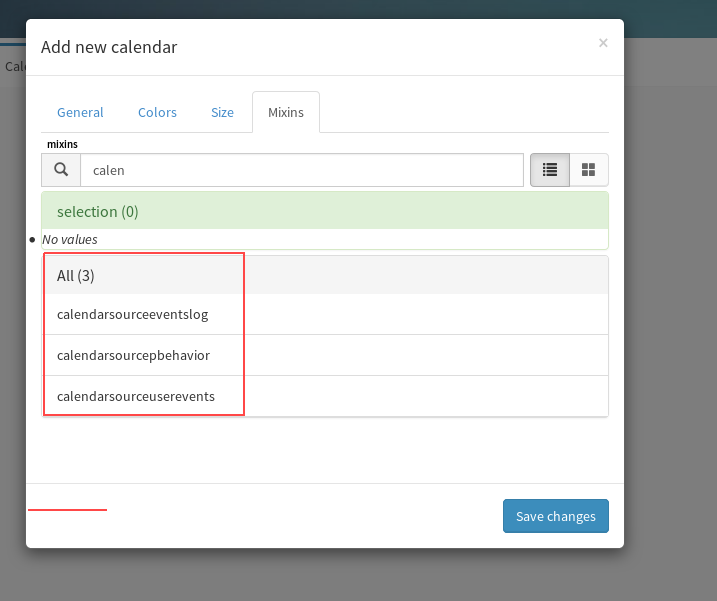 Add new calendar ×
Cale
General Colors Size Mixins
mixins
calen
selection (0)
No values
All (3)
calendarsourceeventslog
calendarsourcepbehavior
calendarsourceuserevents
Save changes